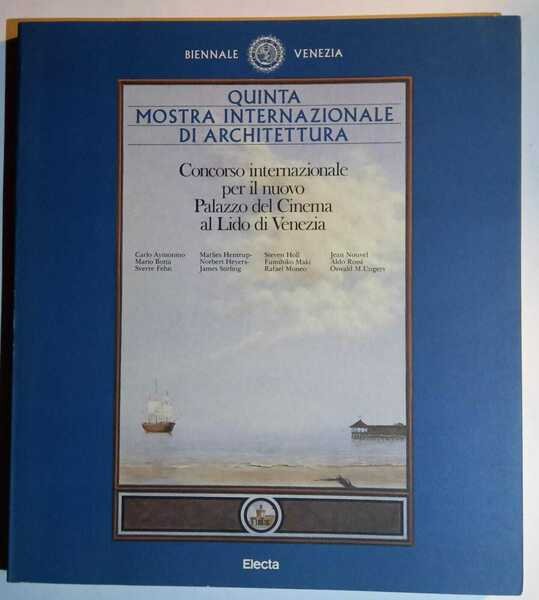 BIENNALE VENEZIA
QUINTA
MOSTRA INTERNAZIONALE
DI ARCHITETTURA
Concorso internazionale
per il nuovo
Palazzo del Cinema
al Lido di Venezia
Carlo Aymonino
Mario Botta
Sverre Fehn
Marlies Hentrup-
Norbert Heyers-
James Stirling
Steven Holl
Fumihiko Maki
Rafael Moneo
Jean Nouvel
Aldo Rossi
Oswald M.Ungers
Electa